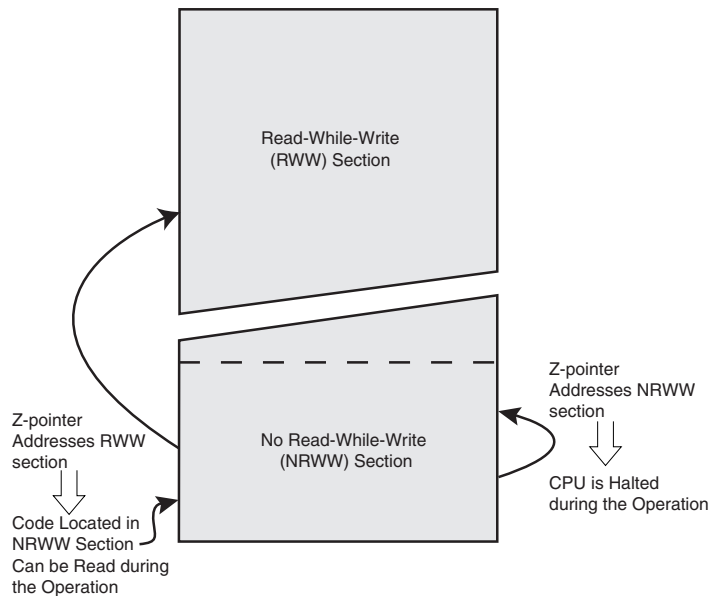 Read-While-Write
(RWW) Section
Z-pointer
Addresses NRWW
section
CPU is Halted
during the Operation
No Read-While-Write
(NRWW) Section
Z-pointer
Addresses RWW
section
Code Located in
NRWW Section
Can be Read during
the Operation